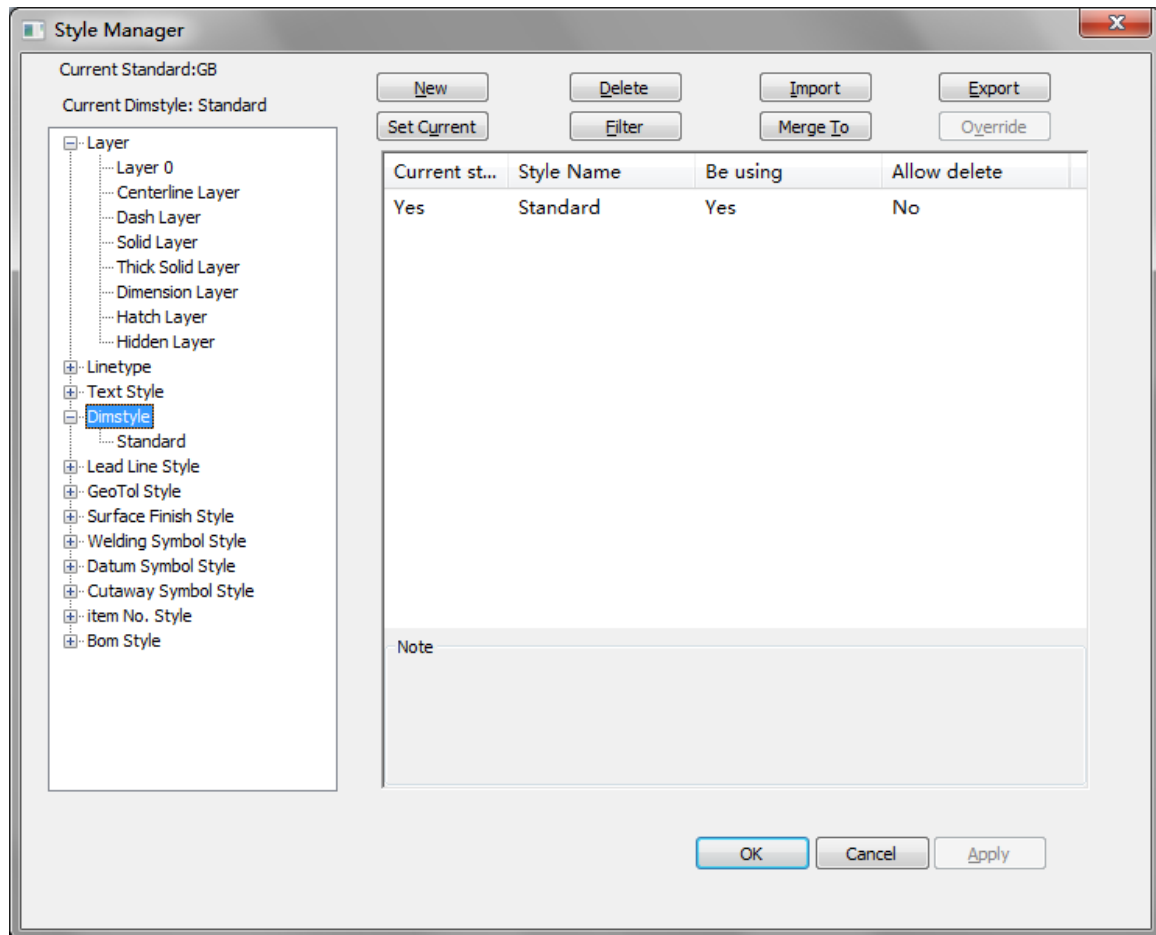 Style Manager
Current Standard:GB
Current Dimstyle: Standard
New Delete Import Export
Set Current Filter Merge To Override
Layer
Layer 0
Centerline Layer
Dash Layer
Solid Layer
Thick Solid Layer
Dimension Layer
Hatch Layer
Hidden Layer
Linetype
Text Style
Dimstyle
Standard
Lead Line Style
GeoTol Style
Surface Finish Style
Welding Symbol Style
Datum Symbol Style
Cutaway Symbol Style
item No. Style
Bom Style
Current st... Style Name Be using Allow delete
Yes Standard Yes No
Note
OK Cancel Apply